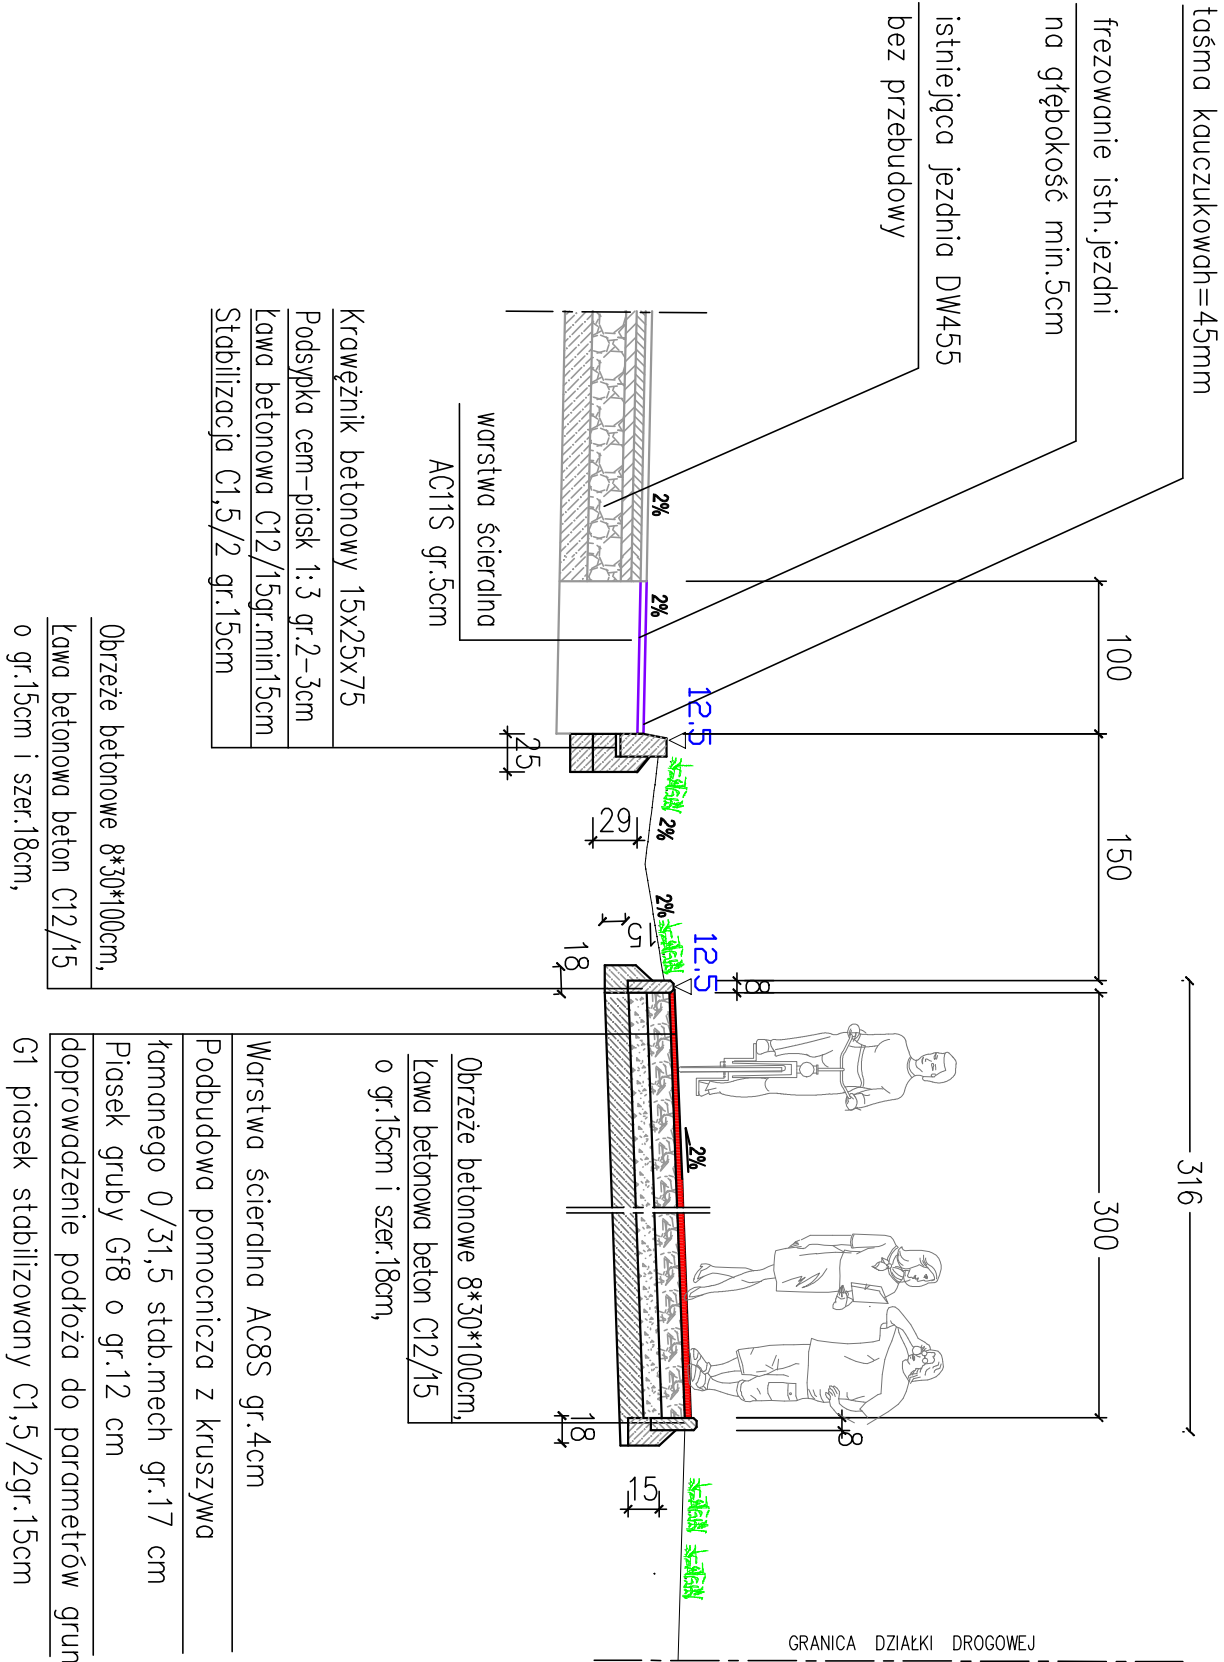 taśma kauczukowah=45mm
frezowanie istn.jezdni
na głębokość min.5cm
istniejąca jezdnia DW455
bez przebudowy
100
150
316
300
8
8
12.5
12.5
2%
2%
2%
2%
2%
25
29
15
18
18
15
warstwa ścieralna
AC11S gr.5cm
Krawężnik betonowy 15x25x75
Podsypka cem-piask 1:3 gr.2-3cm
Ława betonowa C12/15gr.min15cm
Stabilizacja C1,5/2 gr.15cm
Obrzeże betonowe 8*30*100cm,
Ława betonowa beton C12/15
o gr.15cm i szer.18cm,
Obrzeże betonowe 8*30*100cm,
Ława betonowa beton C12/15
o gr.15cm i szer.18cm,
Warstwa ścieralna AC8S gr.4cm
Podbudowa pomocnicza z kruszywa
łamanego 0/31,5 stab.mech gr.17 cm
Piasek gruby Gf8 o gr.12 cm
doprowadzenie podłoża do parametrów grun
G1 piasek stabilizowany C1,5/2gr.15cm
GRANICA DZIAŁKI DROGOWEJ